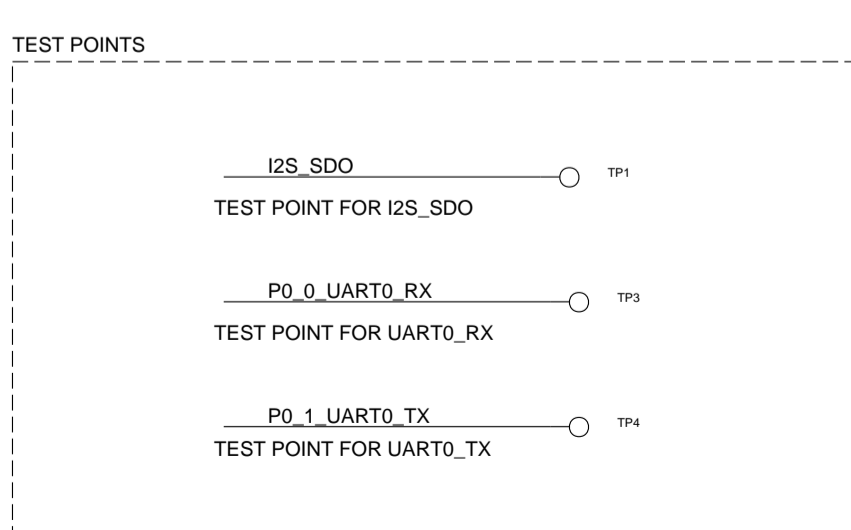 TEST POINTS
I2S_SDO
TP1
TEST POINT FOR I2S_SDO
P0_0_UART0_RX
TP3
TEST POINT FOR UART0_RX
P0_1_UART0_TX
TP4
TEST POINT FOR UART0_TX